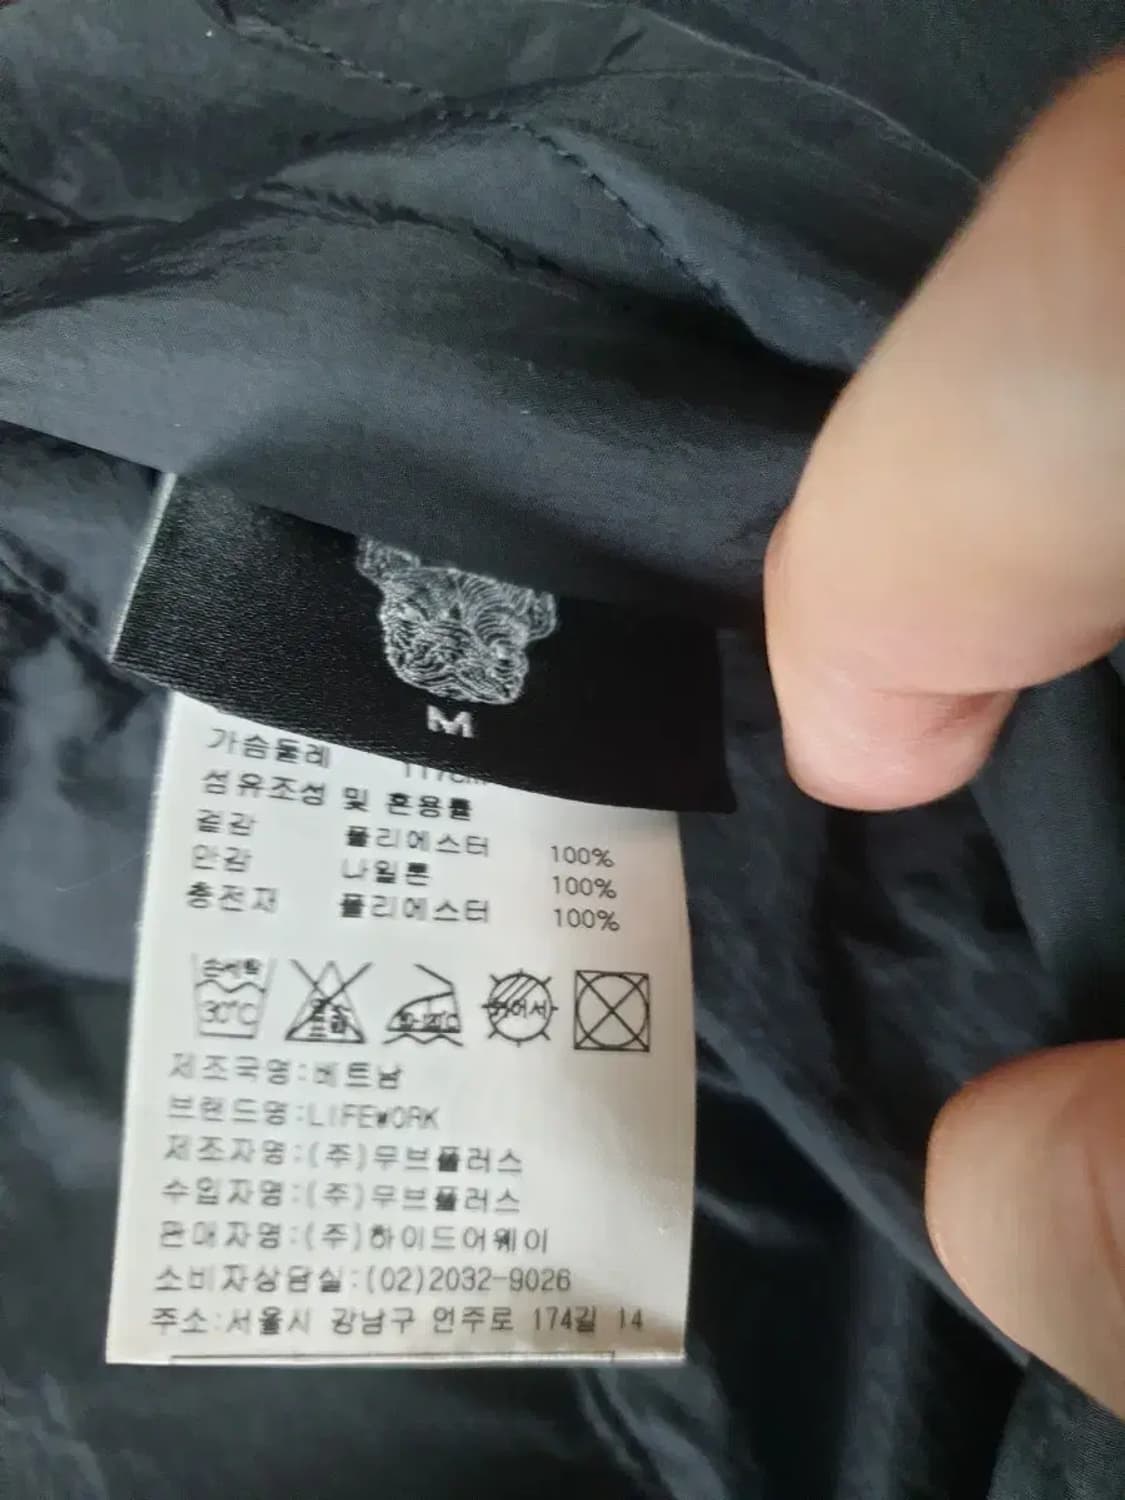 M
가슴둘레
섬유조성 및 혼용률
겉감 폴리에스터 100%
안감 나일론 100%
충전재 폴리에스터 100%
손세탁
30℃
제조국명:베트남
브랜드명:LIFEWORK
제조자명:(주)무브플러스
수입자명:(주)무브플러스
판매자명:(주)하이드어웨이
소비자상담실:(02)2032-9026
주소:서울시 강남구 언주로 174길 14